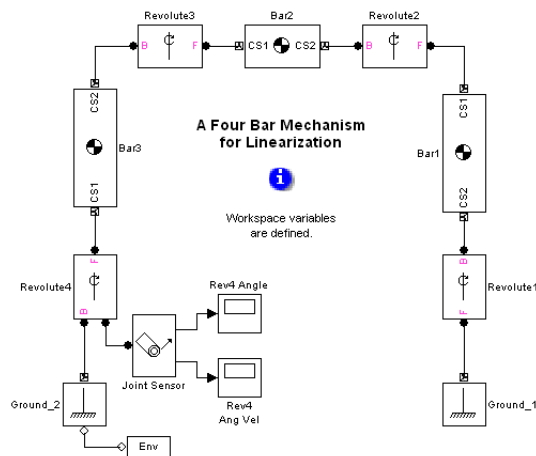 Revolute3
Bar2
Revolute2
B
F
CS1
CS2
B
F
CS2
CS1
Bar3
A Four Bar Mechanism
for Linearization
i
Workspace variables
are defined.
CS1
CS2
Bar1
F
B
Revolute4
Rev4 Angle
Joint Sensor
Rev4
Ang Vel
B
F
Revolute1
Ground_2
Env
Ground_1